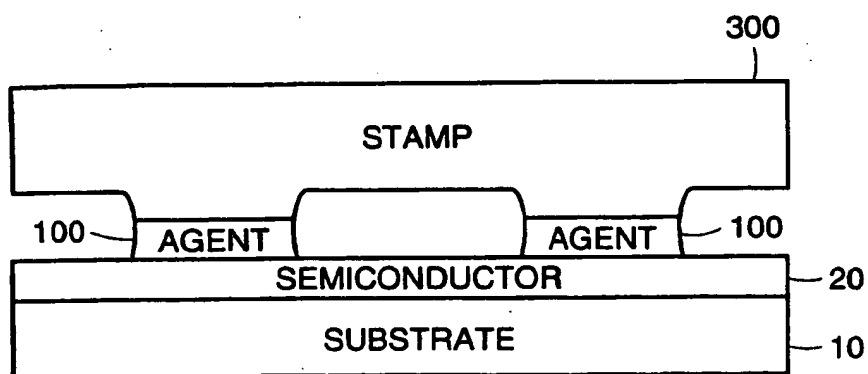 300
STAMP
100 AGENT AGENT 100
SEMICONDUCTOR 20
SUBSTRATE 10